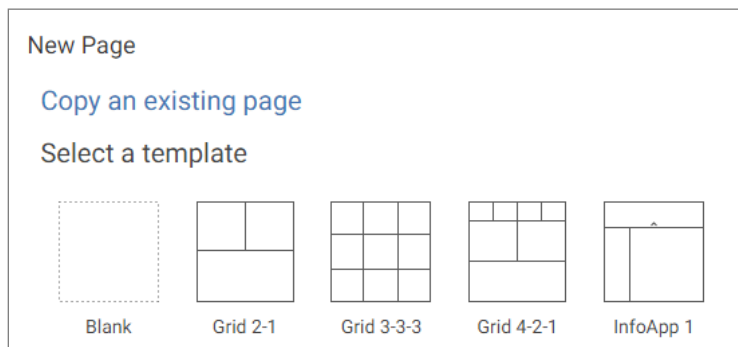 New Page
Copy an existing page
Select a template
Blank Grid 2-1 Grid 3-3-3 Grid 4-2-1 InfoApp 1